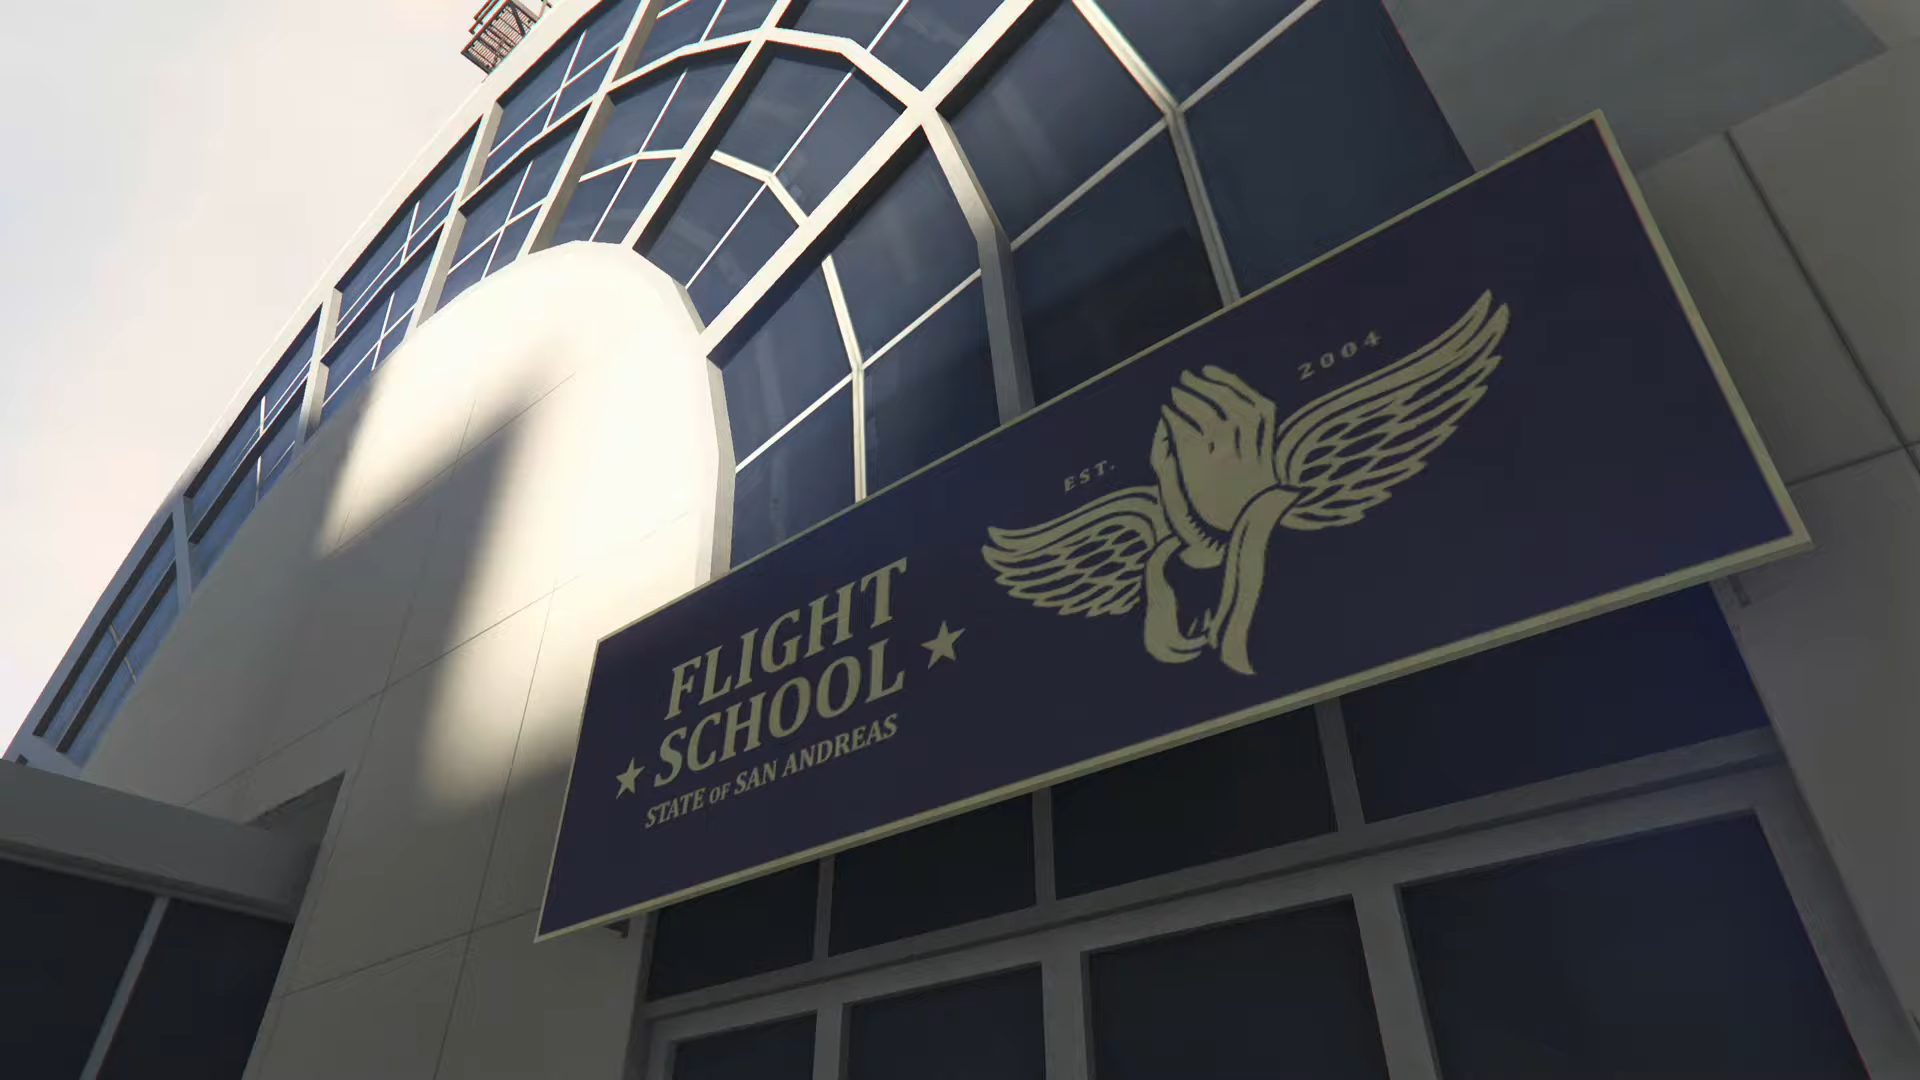 FLIGHT
SCHOOL
STATE OF SAN ANDREAS
EST. 2004